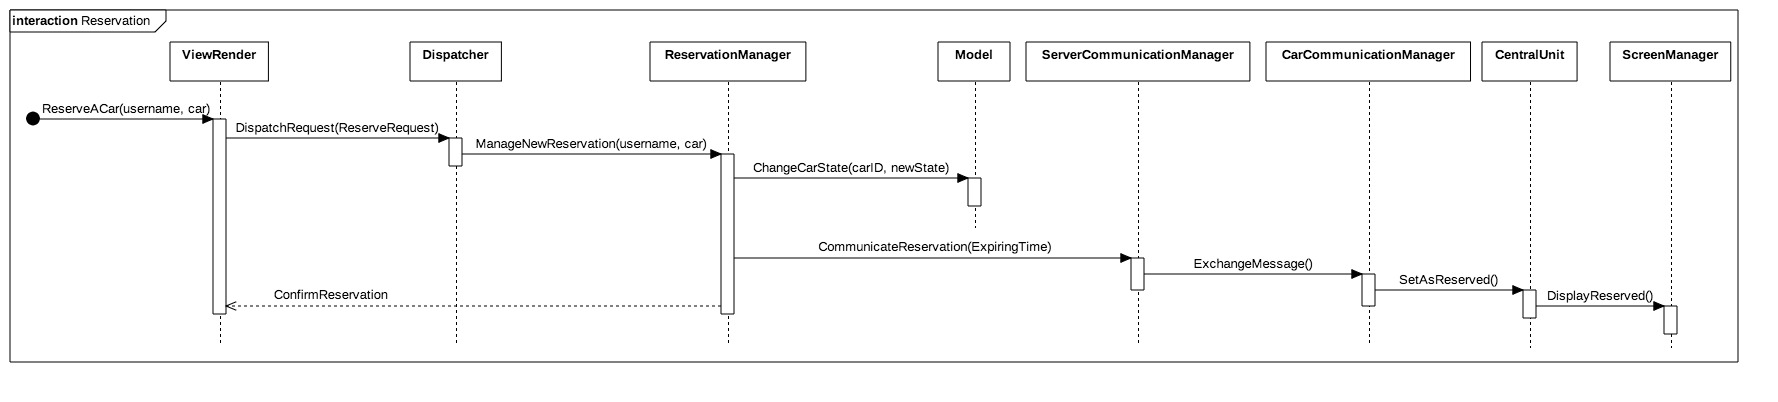 interaction Reservation
ViewRender
Dispatcher
ReservationManager
Model
ServerCommunicationManager
CarCommunicationManager
CentralUnit
ScreenManager
ReserveACar(username, car)
DispatchRequest(ReserveRequest)
ManageNewReservation(username, car)
ChangeCarState(carID, newState)
CommunicateReservation(ExpiringTime)
ExchangeMessage()
SetAsReserved()
DisplayReserved()
ConfirmReservation